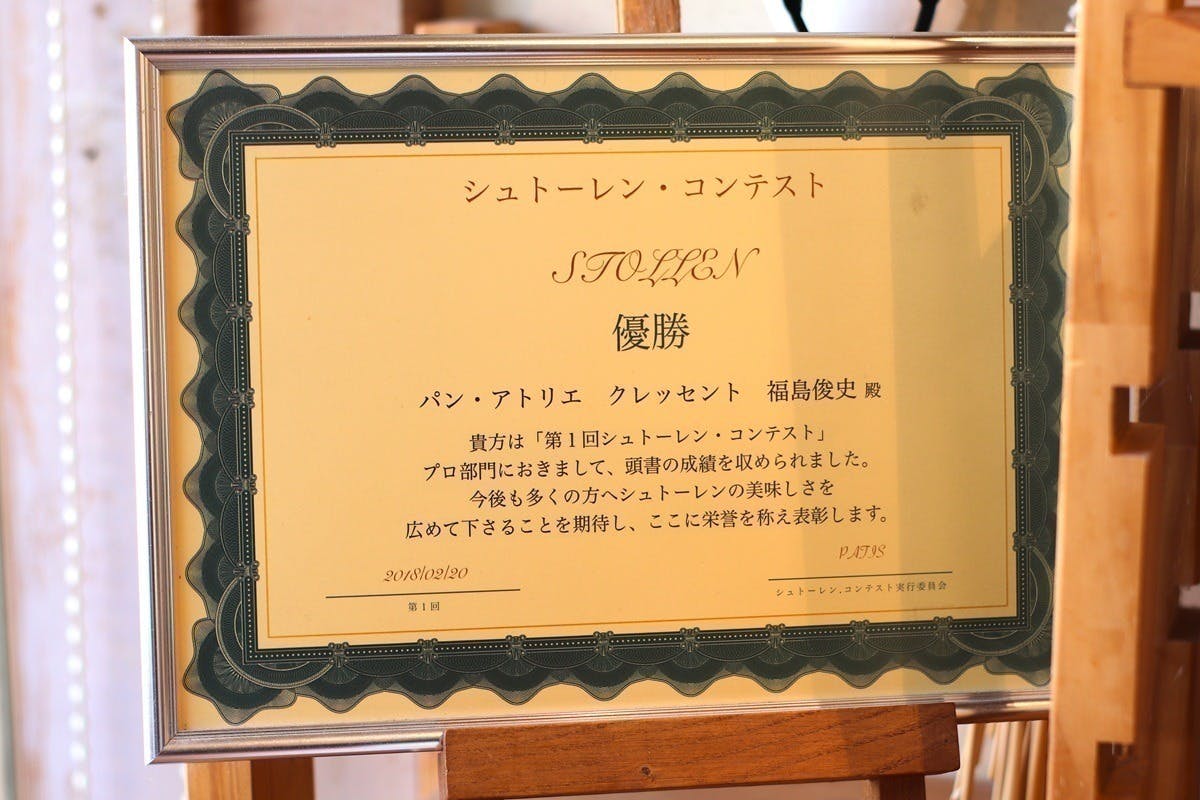 シュトーレン・コンテスト
STOLLEN
優勝
パン・アトリエ　クレッセント　福島俊史 殿
貴方は「第1回シュトーレン・コンテスト」
プロ部門におきまして、頭書の成績を収められました。
今後も多くの方へシュトーレンの美味しさを
広めて下さることを期待し、ここに栄誉を称え表彰します。
2018/02/20
第1回
PATIS
シュトーレン.コンテスト実行委員会